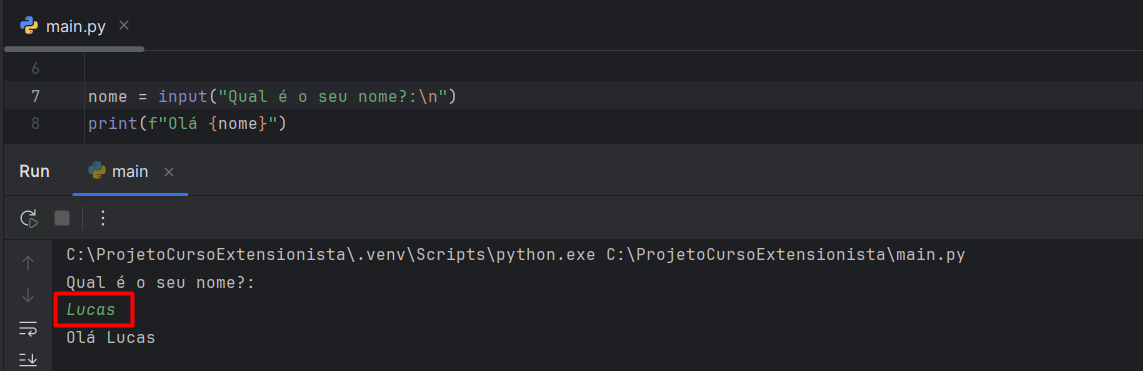 main.py
6
7 nome = input("Qual é o seu nome?:\n")
8 print(f"Olá {nome}")
Run main
C:\ProjetoCursoExtensionista\.venv\Scripts\python.exe C:\ProjetoCursoExtensionista\main.py
Qual é o seu nome?:
Lucas
Olá Lucas